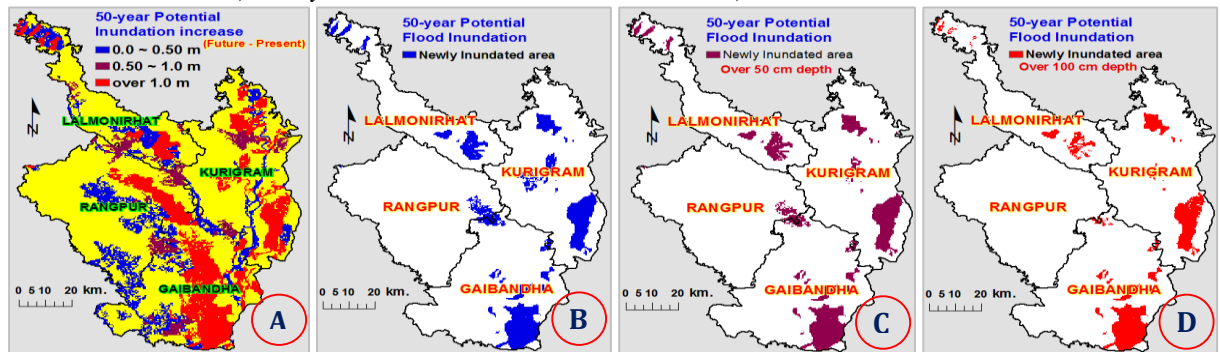 50-year Potential
Inundation increase
(Future - Present)
0.0 ~ 0.50 m
0.50 ~ 1.0 m
over 1.0 m
N
LALMONIRHAT
KURIGRAM
RANGPUR
GAIBANDHA
0 5 10 20 km.
A
50-year Potential
Flood Inundation
Newly Inundated area
N
LALMONIRHAT
KURIGRAM
RANGPUR
GAIBANDHA
0 5 10 20 km.
B
50-year Potential
Flood Inundation
Newly Inundated area
Over 50 cm depth
N
LALMONIRHAT
KURIGRAM
RANGPUR
GAIBANDHA
0 5 10 20 km.
C
50-year Potential
Flood Inundation
Newly Inundated area
Over 100 cm depth
N
LALMONIRHAT
KURIGRAM
RANGPUR
GAIBANDHA
0 5 10 20 km.
D